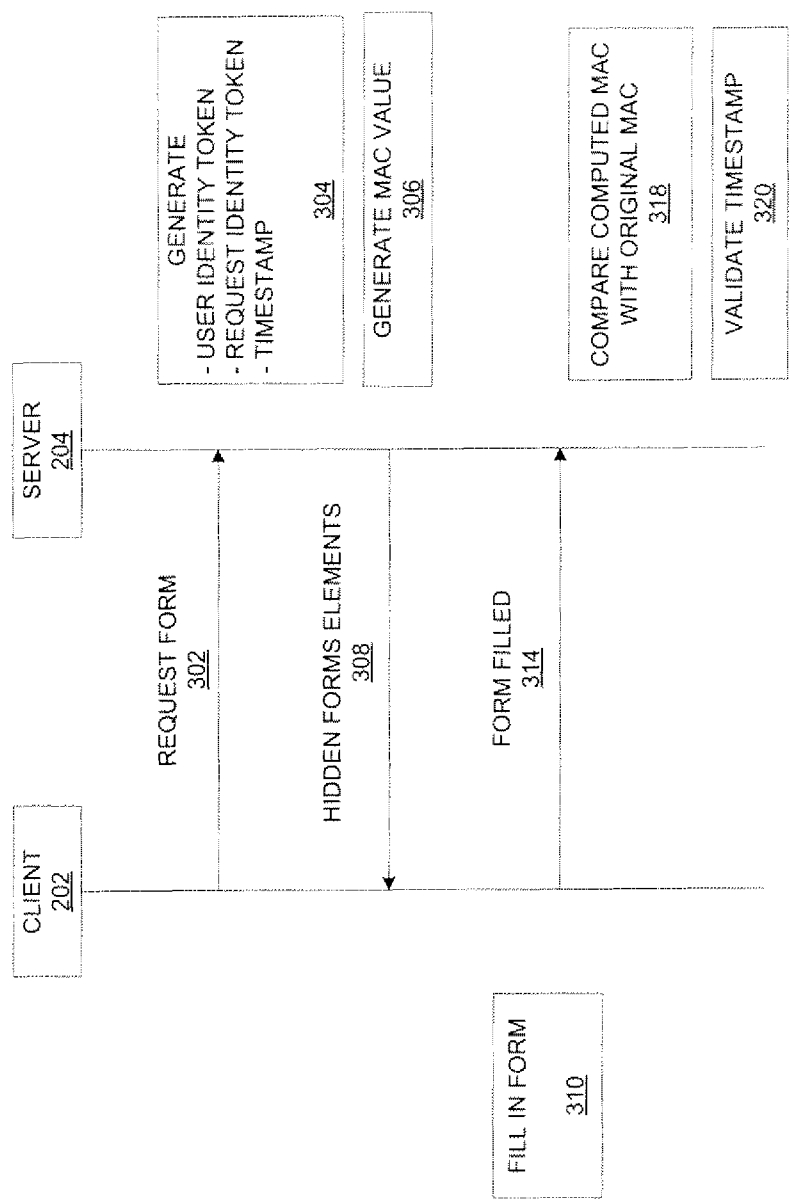 CLIENT
202
SERVER
204
REQUEST FORM
302
GENERATE
- USER IDENTITY TOKEN
- REQUEST IDENTITY TOKEN
- TIMESTAMP
304
GENERATE MAC VALUE
306
HIDDEN FORMS ELEMENTS
308
FILL IN FORM
310
FORM FILLED
314
COMPARE COMPUTED MAC
WITH ORIGINAL MAC
318
VALIDATE TIMESTAMP
320